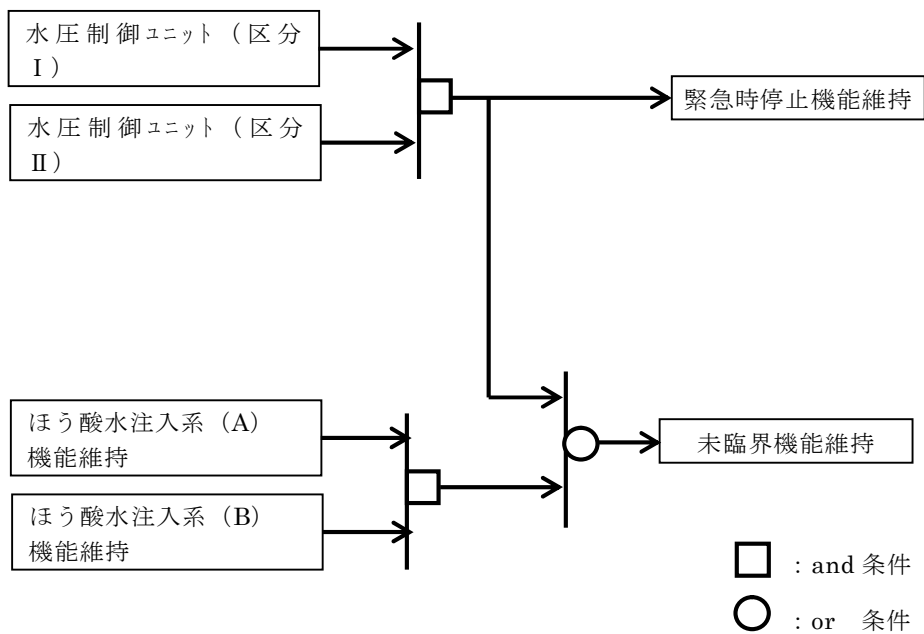 水圧制御ﾕﾆｯﾄ（区分
Ⅰ）
水圧制御ﾕﾆｯﾄ（区分
Ⅱ）
緊急時停止機能維持
ほう酸水注入系（A）
機能維持
ほう酸水注入系（B）
機能維持
未臨界機能維持
：and 条件
：or　条件